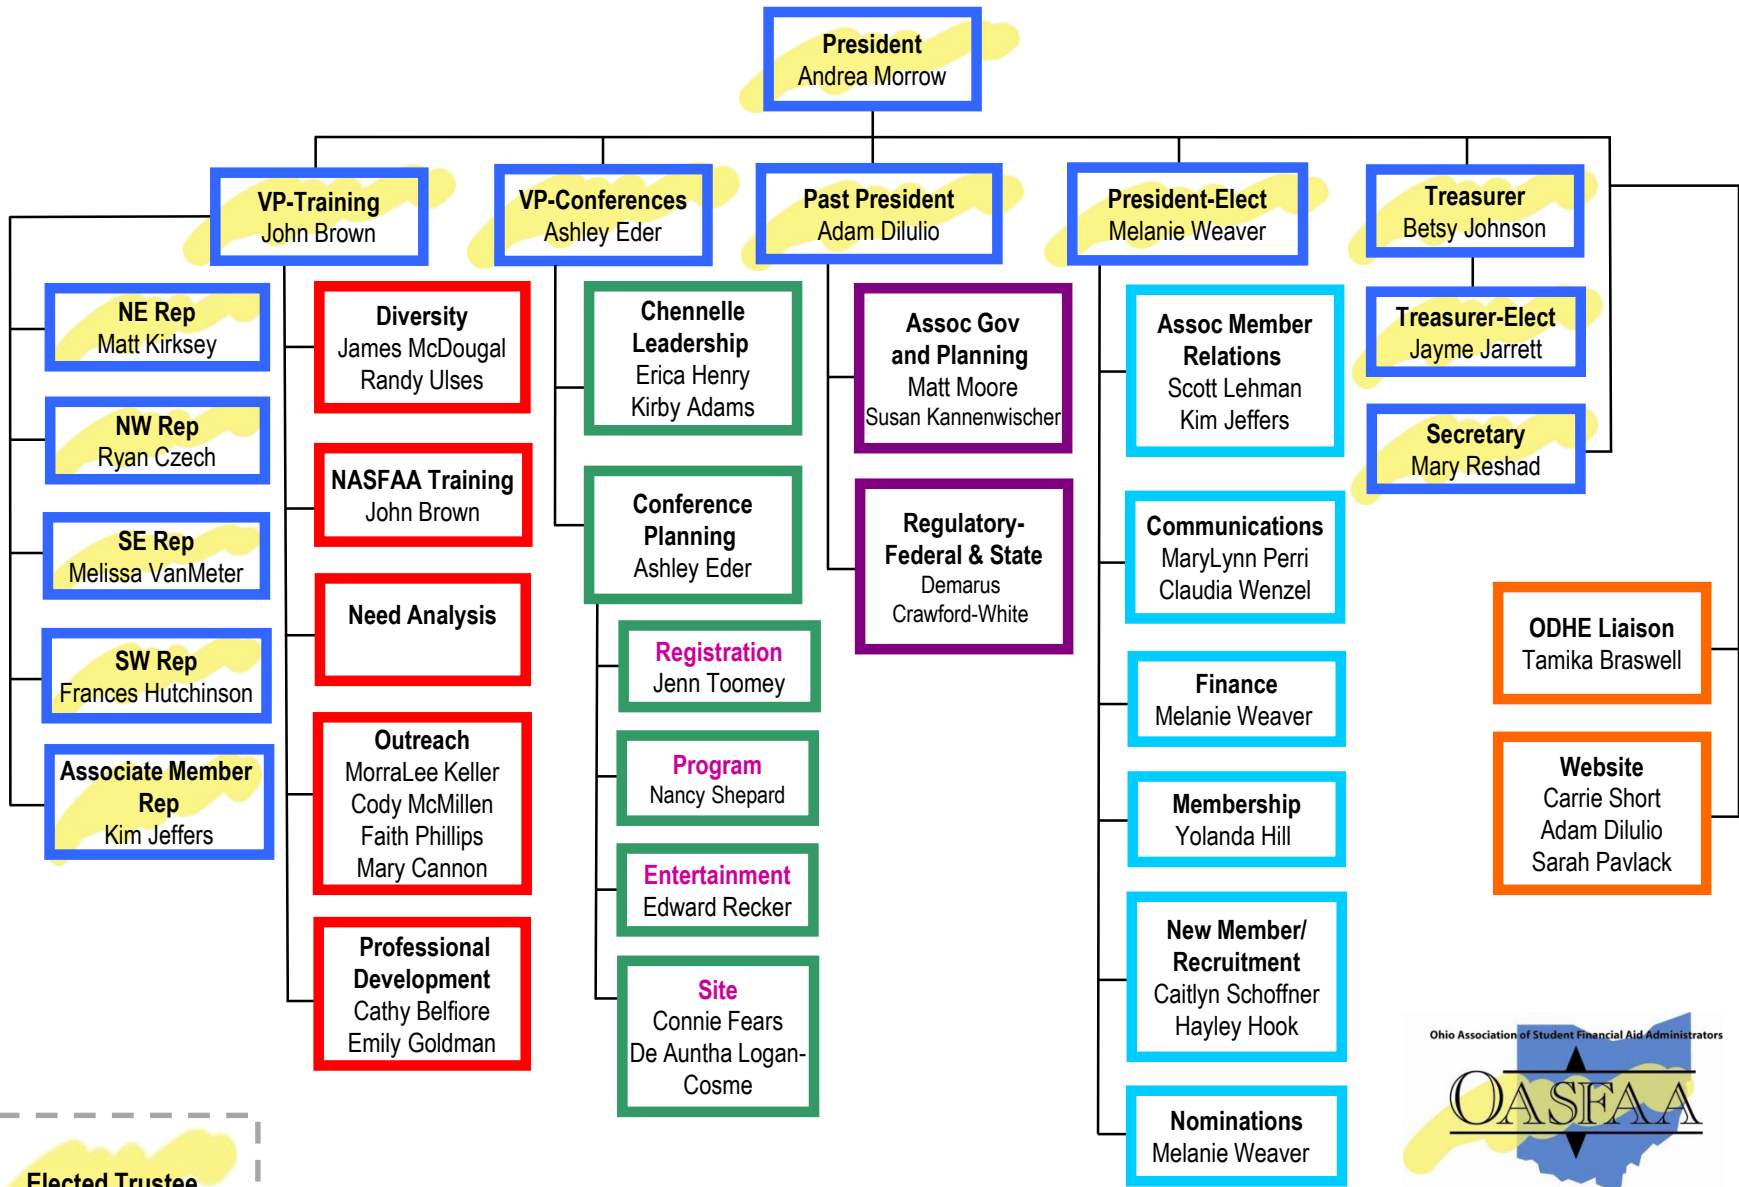 President
Andrea Morrow
VP-Training
John Brown
VP-Conferences
Ashley Eder
Past President
Adam Dilulio
President-Elect
Melanie Weaver
Treasurer
Betsy Johnson
NE Rep
Matt Kirksey
NW Rep
Ryan Czech
SE Rep
Melissa VanMeter
SW Rep
Frances Hutchinson
Associate Member
Rep
Kim Jeffers
Diversity
James McDougal
Randy Ulses
NASFAA Training
John Brown
Need Analysis
Outreach
MorraLee Keller
Cody McMillen
Faith Phillips
Mary Cannon
Professional
Development
Cathy Belfiore
Emily Goldman
Chennelle
Leadership
Erica Henry
Kirby Adams
Conference
Planning
Ashley Eder
Registration
Jenn Toomey
Program
Nancy Shepard
Entertainment
Edward Recker
Site
Connie Fears
De Auntha Logan-
Cosme
Assoc Gov
and Planning
Matt Moore
Susan Kannenwischer
Regulatory-
Federal & State
Demarus
Crawford-White
Assoc Member
Relations
Scott Lehman
Kim Jeffers
Communications
MaryLynn Perri
Claudia Wenzel
Finance
Melanie Weaver
Membership
Yolanda Hill
New Member/
Recruitment
Caitlyn Schoffner
Hayley Hook
Nominations
Melanie Weaver
Treasurer-Elect
Jayme Jarrett
Secretary
Mary Reshad
ODHE Liaison
Tamika Braswell
Website
Carrie Short
Adam Dilulio
Sarah Pavlack
Ohio Association of Student Financial Aid Administrators
OASFAA
Elected Trustee